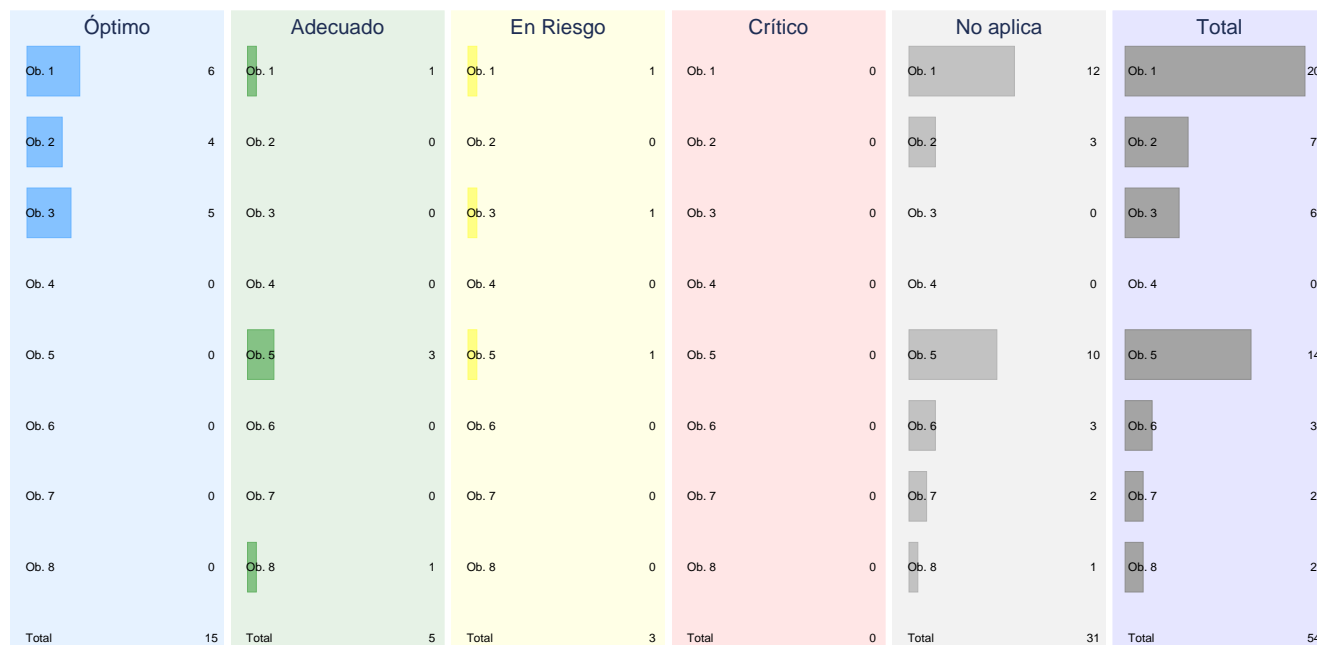 Óptimo Adecuado En Riesgo Crítico No aplica Total
Ob. 1 6 Ob. 1 1 Ob. 1 1 Ob. 1 0 Ob. 1 12 Ob. 1 20
Ob. 2 4 Ob. 2 0 Ob. 2 0 Ob. 2 0 Ob. 2 3 Ob. 2 7
Ob. 3 5 Ob. 3 0 Ob. 3 1 Ob. 3 0 Ob. 3 0 Ob. 3 6
Ob. 4 0 Ob. 4 0 Ob. 4 0 Ob. 4 0 Ob. 4 0 Ob. 4 0
Ob. 5 0 Ob. 5 3 Ob. 5 1 Ob. 5 0 Ob. 5 10 Ob. 5 14
Ob. 6 0 Ob. 6 0 Ob. 6 0 Ob. 6 0 Ob. 6 3 Ob. 6 3
Ob. 7 0 Ob. 7 0 Ob. 7 0 Ob. 7 0 Ob. 7 2 Ob. 7 2
Ob. 8 0 Ob. 8 1 Ob. 8 0 Ob. 8 0 Ob. 8 1 Ob. 8 2
Total 15 Total 5 Total 3 Total 0 Total 31 Total 54